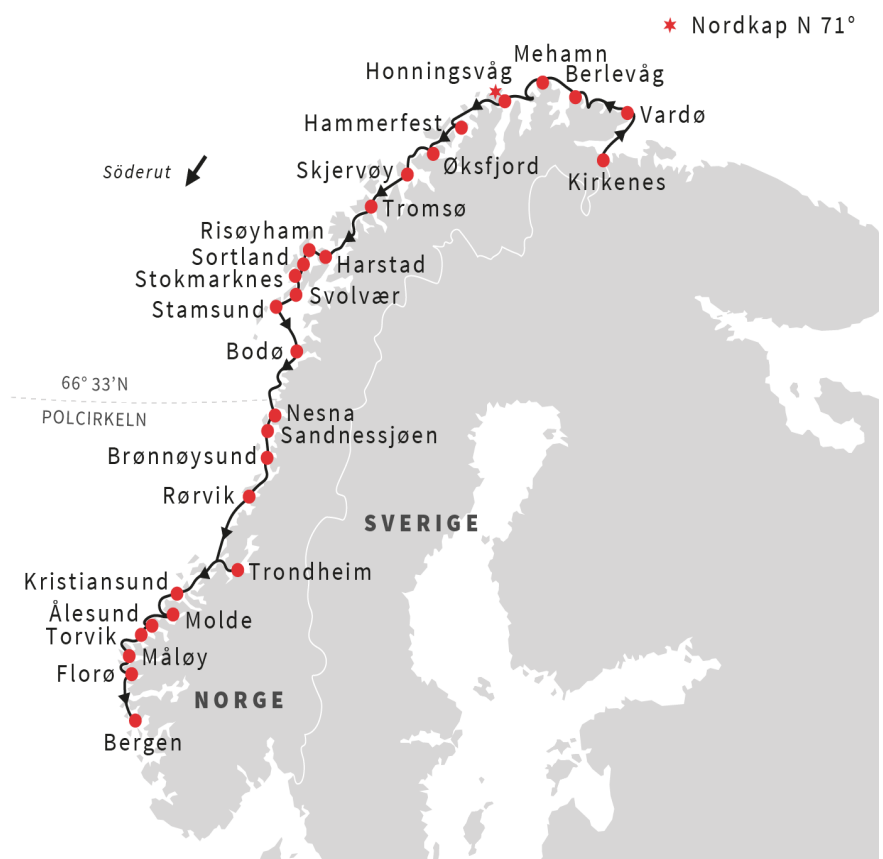 Nordkap N 71°
Mehamn
Honningsvåg
Berlevåg
Vardø
Hammerfest
Øksfjord
Söderut
Skjervøy
Kirkenes
Tromsø
Risøyhamn
Sortland
Harstad
Stokmarknes
Svolvær
Stamsund
Bodø
66° 33'N
POLCIRKELN
Nesna
Sandnessjøen
Brønnøysund
Rørvik
SVERIGE
Trondheim
Kristiansund
Ålesund
Molde
Torvik
Måløy
Florø
NORGE
Bergen